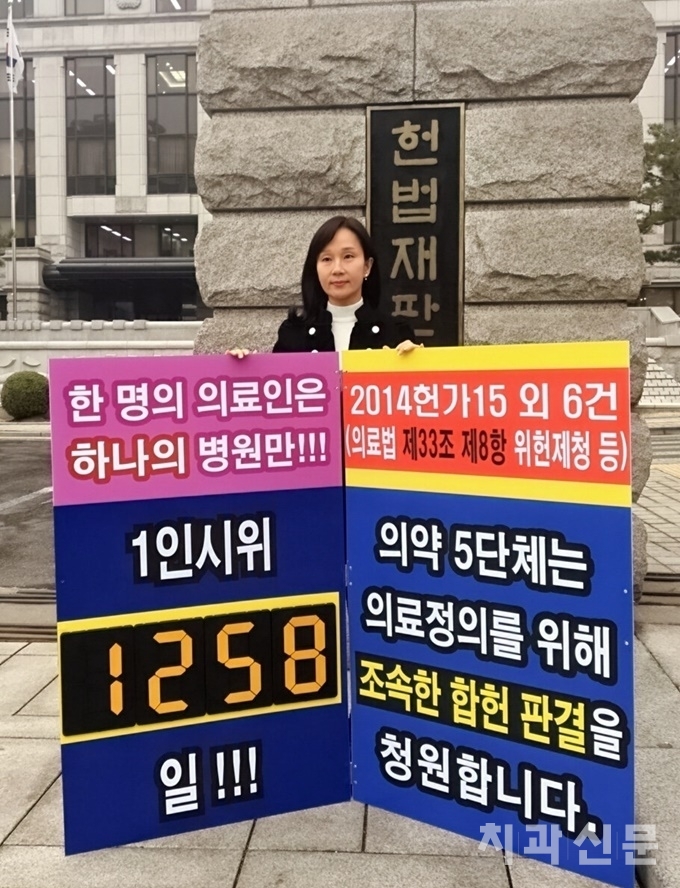 헌법재판
한 명의 의료인은
하나의 병원만!!!
1인시위
1258
일 !!!
2014헌가15 외 6건
(의료법 제33조 제8항 위헌제청 등)
의약 5단체는
의료정의를 위해
조속한 합헌 판결을
청원합니다.
치과신문